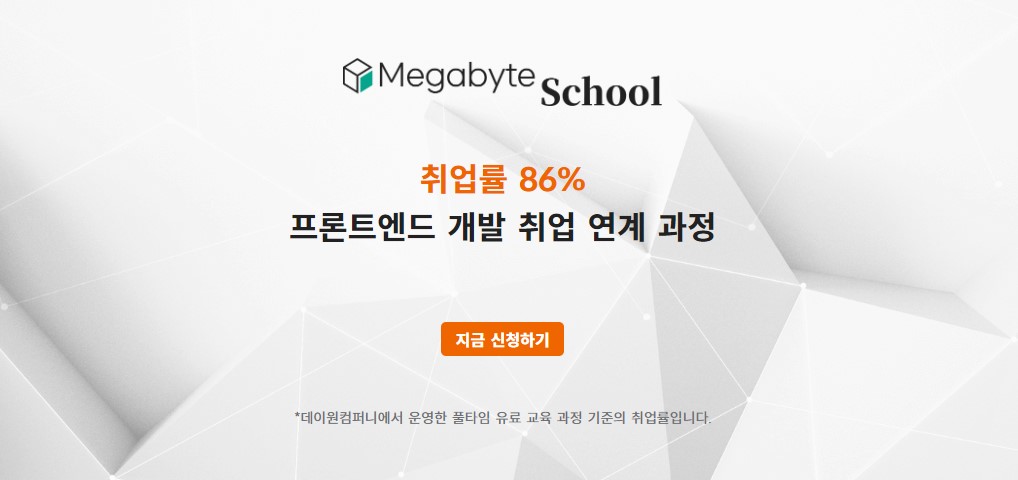 Megabyte School
취업률 86%
프론트엔드 개발 취업 연계 과정
지금 신청하기
*데이원컴퍼니에서 운영한 풀타임 유료 교육 과정 기준의 취업률입니다.